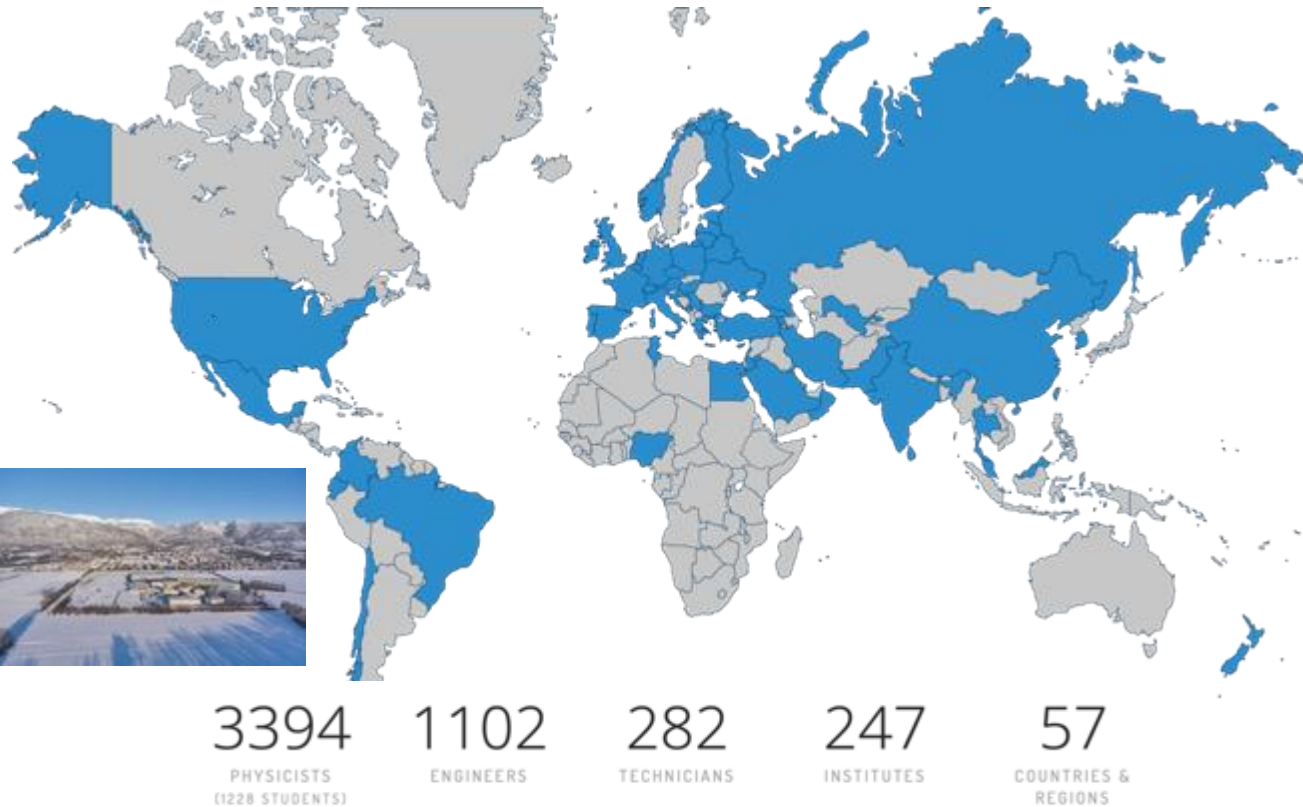 3394 1102 282 247 57
PHYSICISTS ENGINEERS TECHNICIANS INSTITUTES COUNTRIES &
(1228 STUDENTS) REGIONS